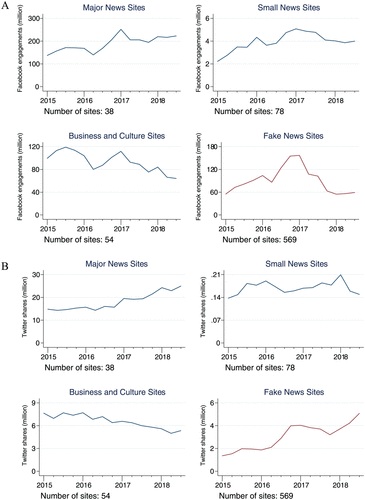 A
Major News Sites
Facebook engagements (million)
300
200
100
0
2015 2016 2017 2018
Number of sites: 38
Small News Sites
Facebook engagements (million)
6
4
2
0
2015 2016 2017 2018
Number of sites: 78
Business and Culture Sites
Facebook engagements (million)
120
80
40
0
2015 2016 2017 2018
Number of sites: 54
Fake News Sites
Facebook engagements (million)
180
120
60
0
2015 2016 2017 2018
Number of sites: 569
B
Major News Sites
Twitter shares (million)
30
20
10
0
2015 2016 2017 2018
Number of sites: 38
Small News Sites
Twitter shares (million)
.21
.14
.07
0
2015 2016 2017 2018
Number of sites: 78
Business and Culture Sites
Twitter shares (million)
9
6
3
0
2015 2016 2017 2018
Number of sites: 54
Fake News Sites
Twitter shares (million)
6
4
2
0
2015 2016 2017 2018
Number of sites: 569